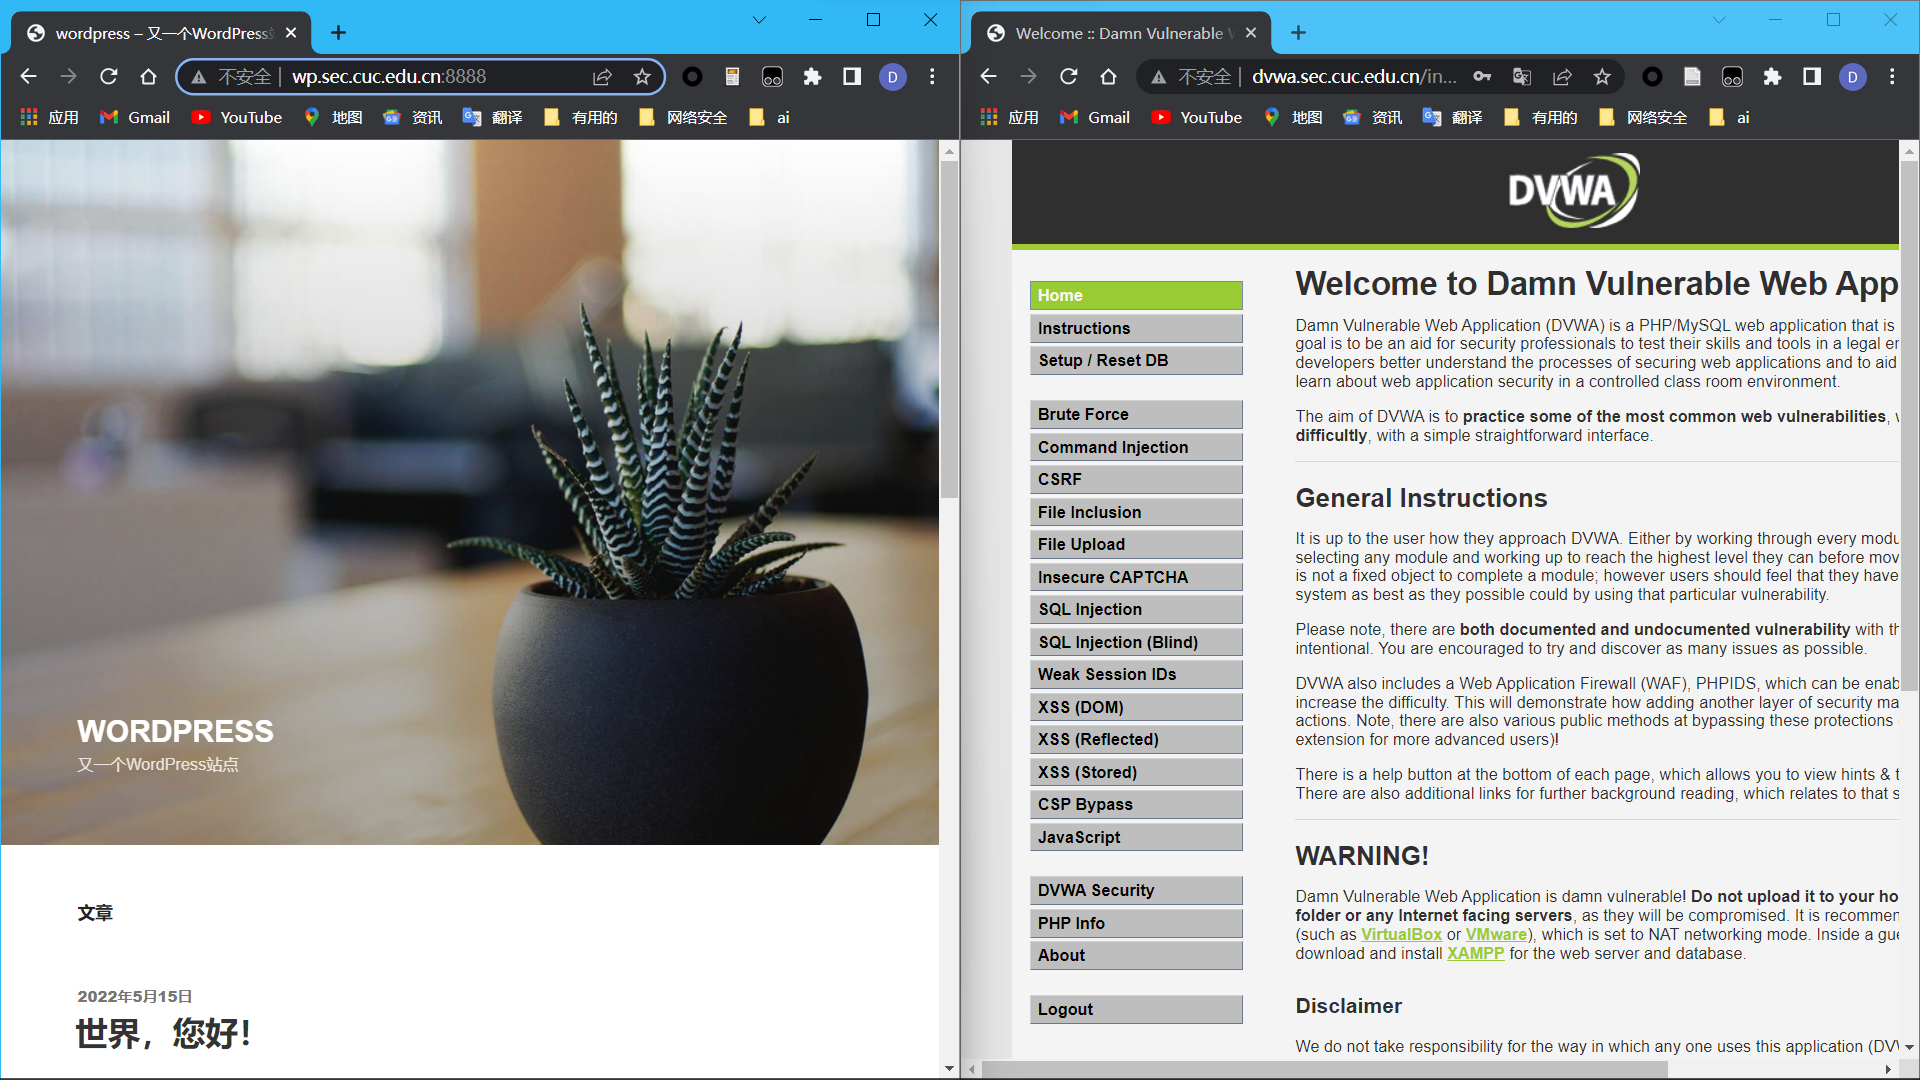 wordpress – 又一个WordPress站
不安全 | wp.sec.cuc.edu.cn:8888
D
应用 Gmail YouTube 地图 资讯 翻译 有用的 网络安全 ai
WORDPRESS
又一个WordPress站点
文章
2022年5月15日
世界，您好！
Welcome :: Damn Vulnerable
不安全 | dvwa.sec.cuc.edu.cn/in...
D
应用 Gmail YouTube 地图 资讯 翻译 有用的 网络安全 ai
DVWA
Home
Instructions
Setup / Reset DB
Brute Force
Command Injection
CSRF
File Inclusion
File Upload
Insecure CAPTCHA
SQL Injection
SQL Injection (Blind)
Weak Session IDs
XSS (DOM)
XSS (Reflected)
XSS (Stored)
CSP Bypass
JavaScript
DVWA Security
PHP Info
About
Logout
Welcome to Damn Vulnerable Web App
Damn Vulnerable Web Application (DVWA) is a PHP/MySQL web application that is
goal is to be an aid for security professionals to test their skills and tools in a legal
developers better understand the processes of securing web applications and to aid
learn about web application security in a controlled class room environment.
The aim of DVWA is to practice some of the most common web vulnerabilities,
difficultly, with a simple straightforward interface.
General Instructions
It is up to the user how they approach DVWA. Either by working through every modu
selecting any module and working up to reach the highest level they can before mov
is not a fixed object to complete a module; however users should feel that they have
system as best as they possible could by using that particular vulnerability.
Please note, there are both documented and undocumented vulnerability with th
intentional. You are encouraged to try and discover as many issues as possible.
DVWA also includes a Web Application Firewall (WAF), PHPIDS, which can be enab
increase the difficulty. This will demonstrate how adding another layer of security ma
actions. Note, there are also various public methods at bypassing these protections
extension for more advanced users)!
There is a help button at the bottom of each page, which allows you to view hints & t
There are also additional links for further background reading, which relates to that s
WARNING!
Damn Vulnerable Web Application is damn vulnerable! Do not upload it to your ho
folder or any Internet facing servers, as they will be compromised. It is recommen
(such as VirtualBox or VMware), which is set to NAT networking mode. Inside a gue
download and install XAMPP for the web server and database.
Disclaimer
We do not take responsibility for the way in which any one uses this application (DV